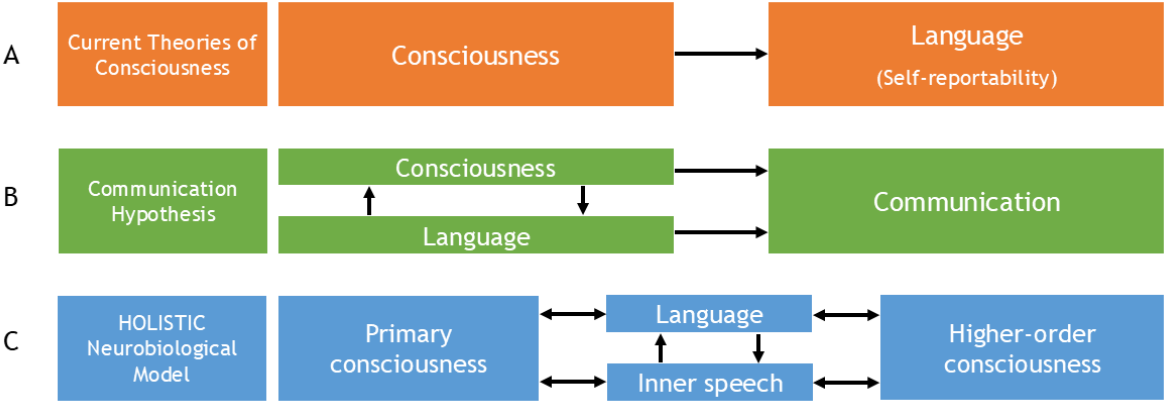 A
Current Theories of
Consciousness
Consciousness
Language
(Self-reportability)
B
Communication
Hypothesis
Consciousness
Language
Communication
C
HOLISTIC
Neurobiological
Model
Primary
consciousness
Language
Inner speech
Higher-order
consciousness